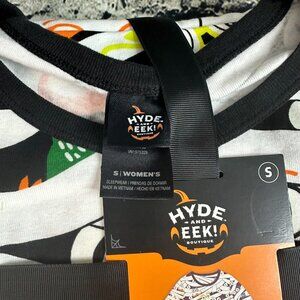 HYDE
AND
EEK!
BOUTIQUE
S | WOMEN'S
SLEEPWEAR / PRENDAS DE DORMIR
MADE IN VIETNAM / HECHO EN VIETNAM
S
HYDE
AND
EEK!
BOUTIQUE